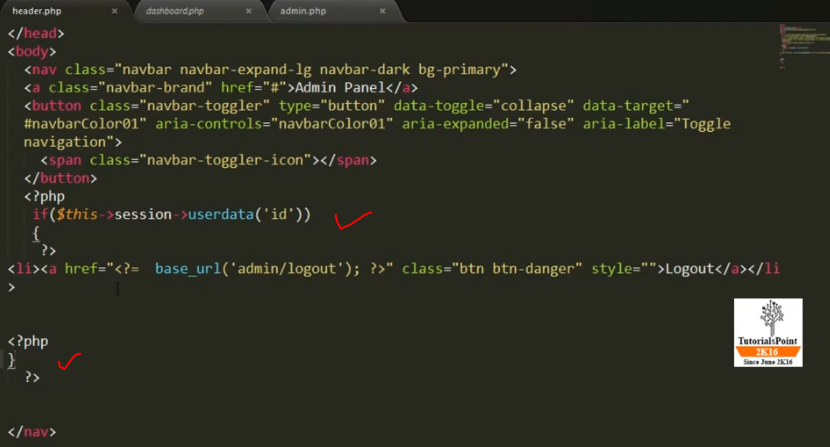 header.php × dashboard.php × admin.php ×
</head>
<body>
<nav class="navbar navbar-expand-lg navbar-dark bg-primary">
<a class="navbar-brand" href="#">Admin Panel</a>
<button class="navbar-toggler" type="button" data-toggle="collapse" data-target="
#navbarColor01" aria-controls="navbarColor01" aria-expanded="false" aria-label="Toggle
navigation">
<span class="navbar-toggler-icon"></span>
</button>
<?php
if($this->session->userdata('id'))
{
?>
<li><a href="<?= base_url('admin/logout'); ?>" class="btn btn-danger" style="">Logout</a></li
>
<?php
}
?>
</nav>
TutorialsPoint
2K16
Since June 2K16